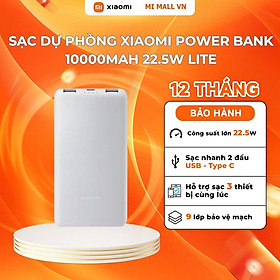 xiaomi
MI MALL VN
SẠC DỰ PHÒNG XIAOMI POWER BANK
10000MAH 22.5W LITE
12 THÁNG
BẢO HÀNH
Công suất lớn 22.5W
Sạc nhanh 2 đầu
USB - Type C
Hỗ trợ sạc 3 thiết
bị cùng lúc
9 lớp bảo vệ mạch